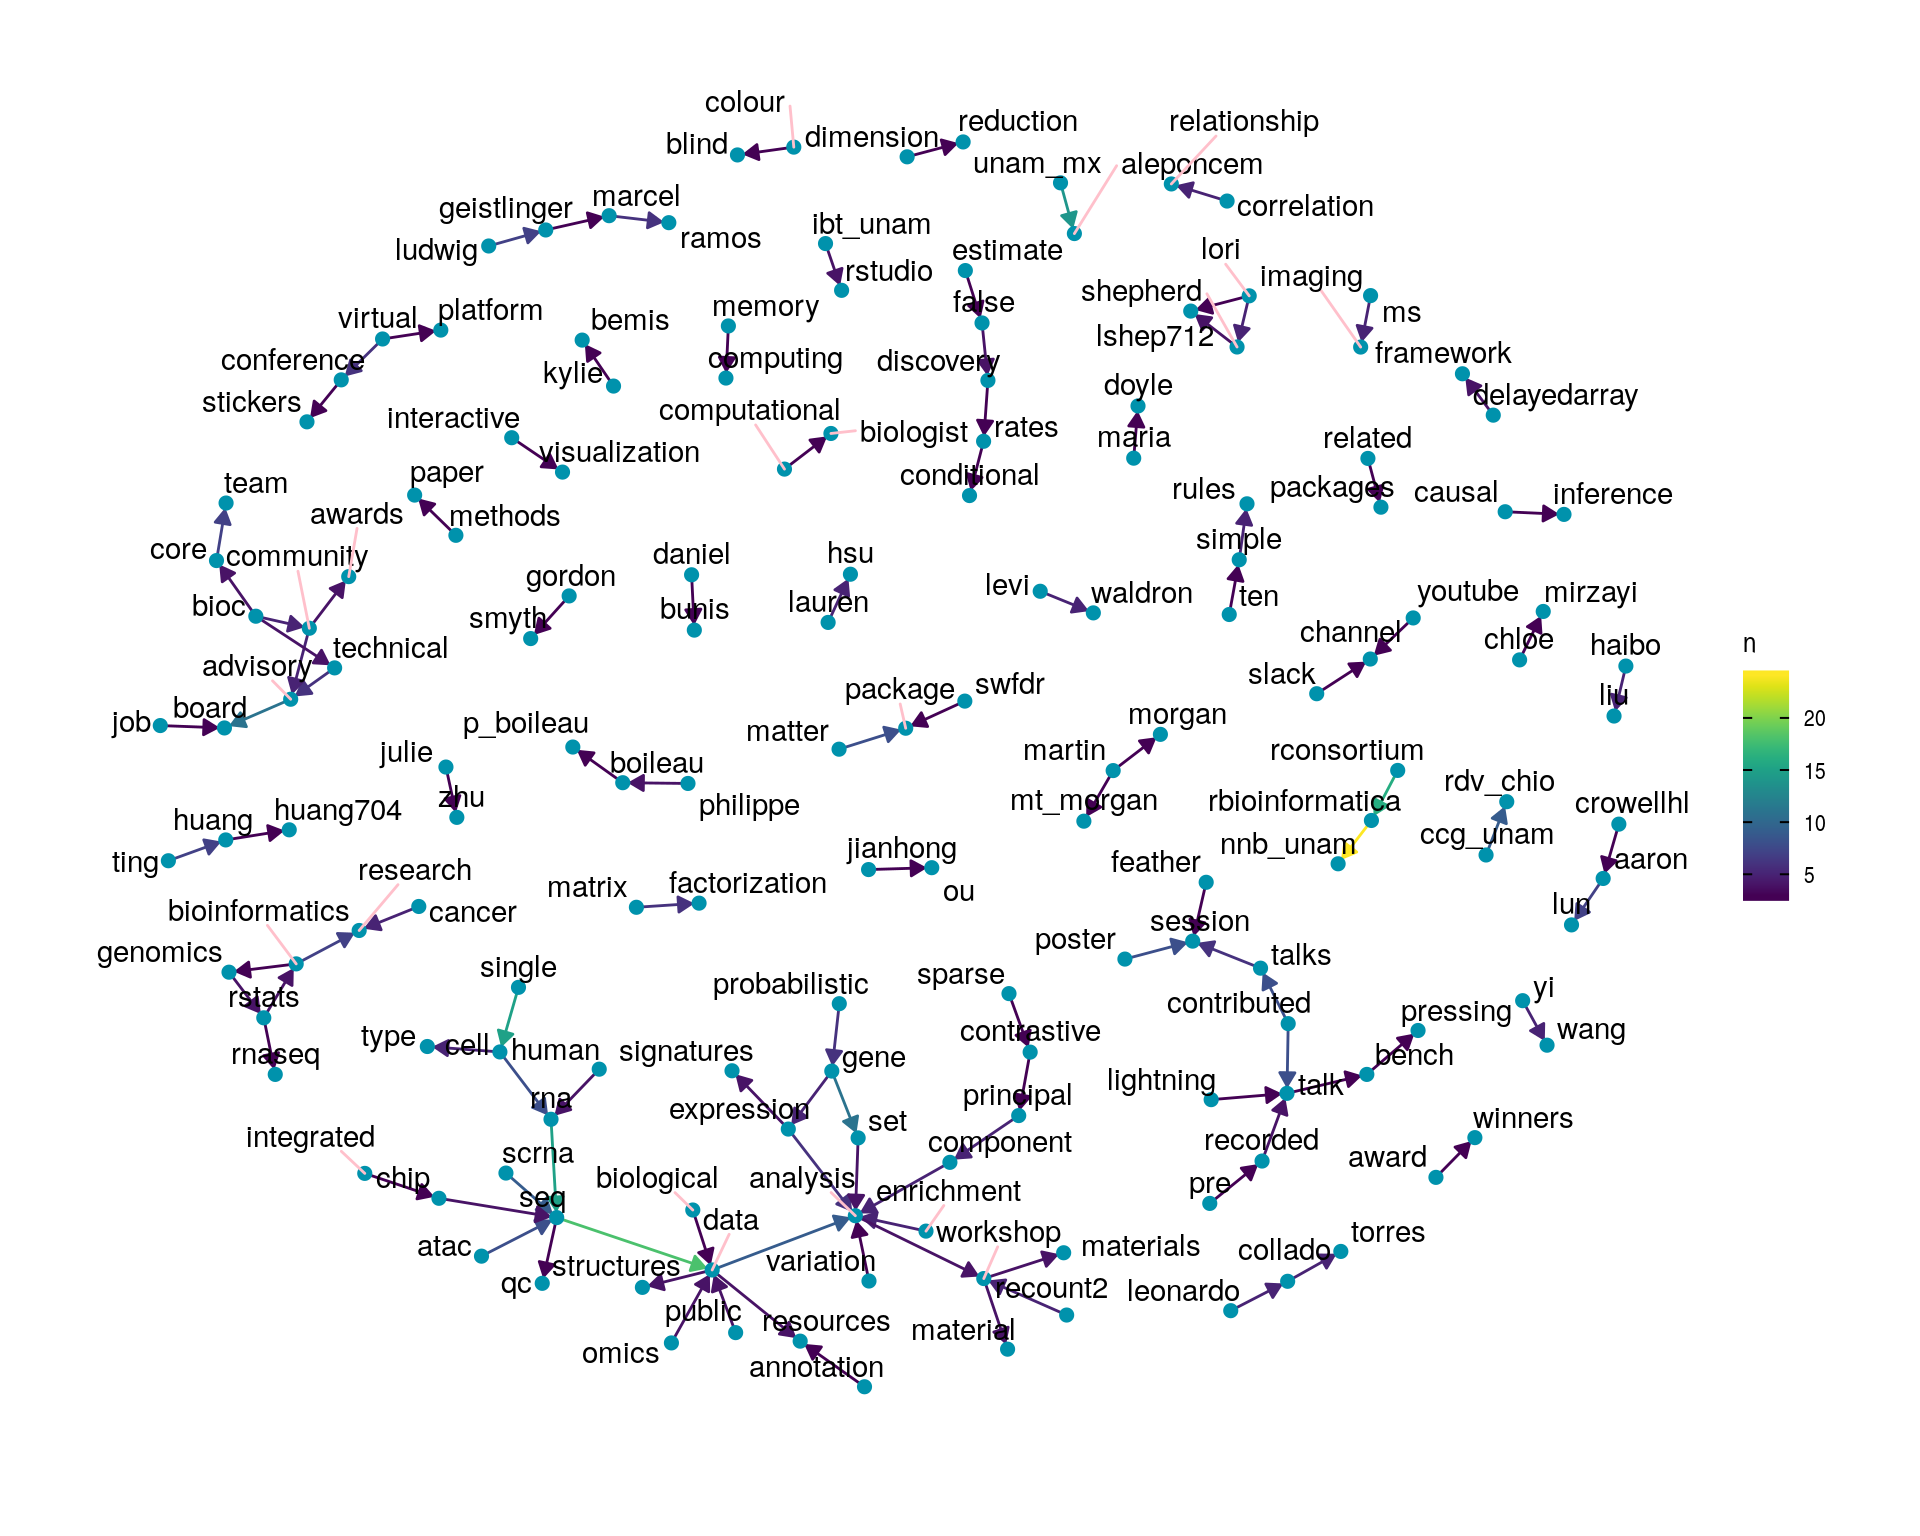 colour
reduction
relationship
blind
dimension
unam_mx
aleponcem
marcel
geistlinger
correlation
ludwig
ramos
ibt_unam
estimate
lori
rstudio
imaging
shepherd
false
memory
platform
virtual
bemis
ms
lshep712
conference
computing
discovery
framework
kylie
doyle
delayedarray
stickers
interactive
computational
biologist
rates
maria
related
visualization
paper
conditional
rules
packages
causal
inference
team
awards
methods
simple
core
community
daniel
hsu
gordon
levi
waldron
ten
youtube
mirzayi
bioc
smyth
bunis
lauren
channel
chloe
haibo
n
technical
advisory
slack
package
swfdr
liu
job
board
p_boileau
matter
morgan
20
julie
boileau
martin
rconsortium
15
zhu
philippe
mt_morgan
rbioinformatica
rdv_chio
crowellhl
huang
huang704
10
nnb_unam
ccg_unam
ting
jianhong
feather
aaron
5
research
matrix
factorization
ou
lun
bioinformatics
cancer
session
genomics
poster
single
talks
probabilistic
sparse
rstats
contributed
pressing
yi
type
cell
human
signatures
contrastive
wang
rnaseq
gene
bench
lightning
talk
rna
expression
principal
set
winners
integrated
component
recorded
scrna
award
chip
biological
analysis
enrichment
pre
seq
data
workshop
torres
atac
materials
collado
structures
variation
qc
recount2
leonardo
public
resources
material
omics
annotation